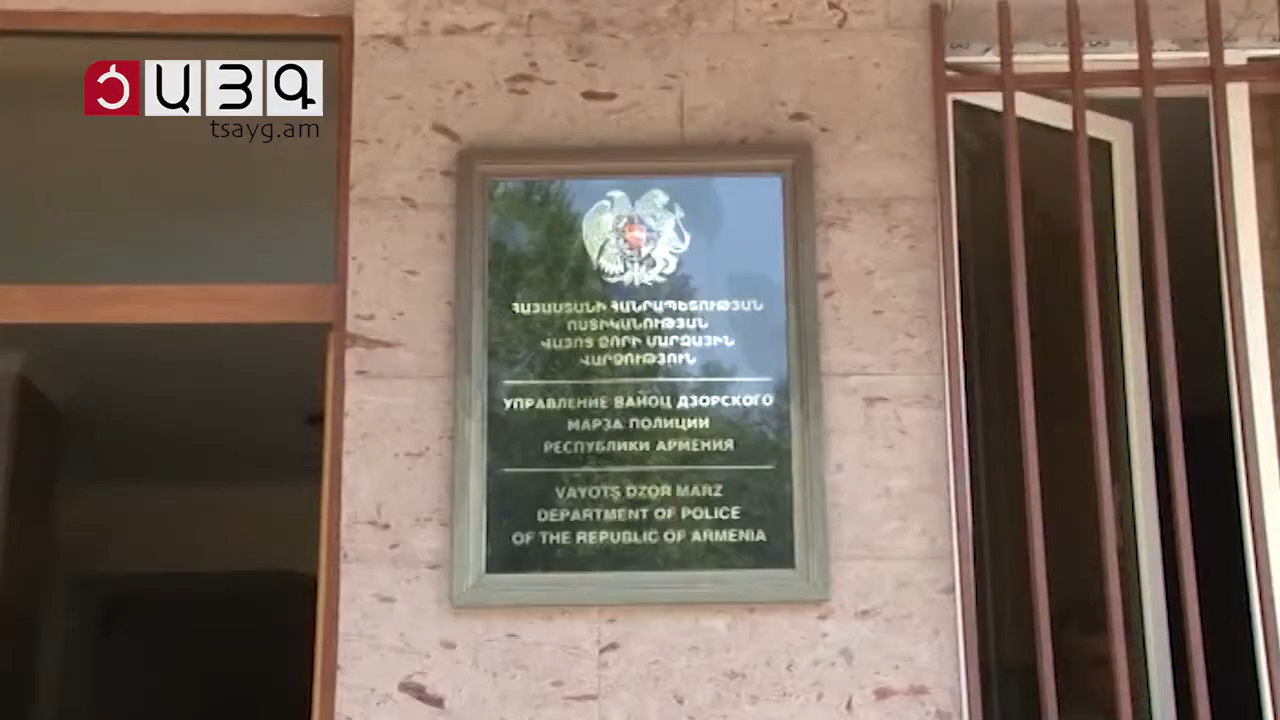 ՑԱՅԳ
tsayg.am
ՀԱՅԱՍՏԱՆԻ ՀԱՆՐԱՊԵՏՈՒԹՅԱՆ
ՈՍՏԻԿԱՆՈՒԹՅԱՆ
ՎԱՅՈՑ ՁՈՐԻ ՄԱՐԶԱՅԻՆ
ՎԱՐՉՈՒԹՅՈՒՆ
УПРАВЛЕНИЕ ВАЙОЦ ДЗОРСКОГО
МАРЗА ПОЛИЦИИ
РЕСПУБЛИКИ АРМЕНИЯ
VAYOTS DZOR MARZ
DEPARTMENT OF POLICE
OF THE REPUBLIC OF ARMENIA